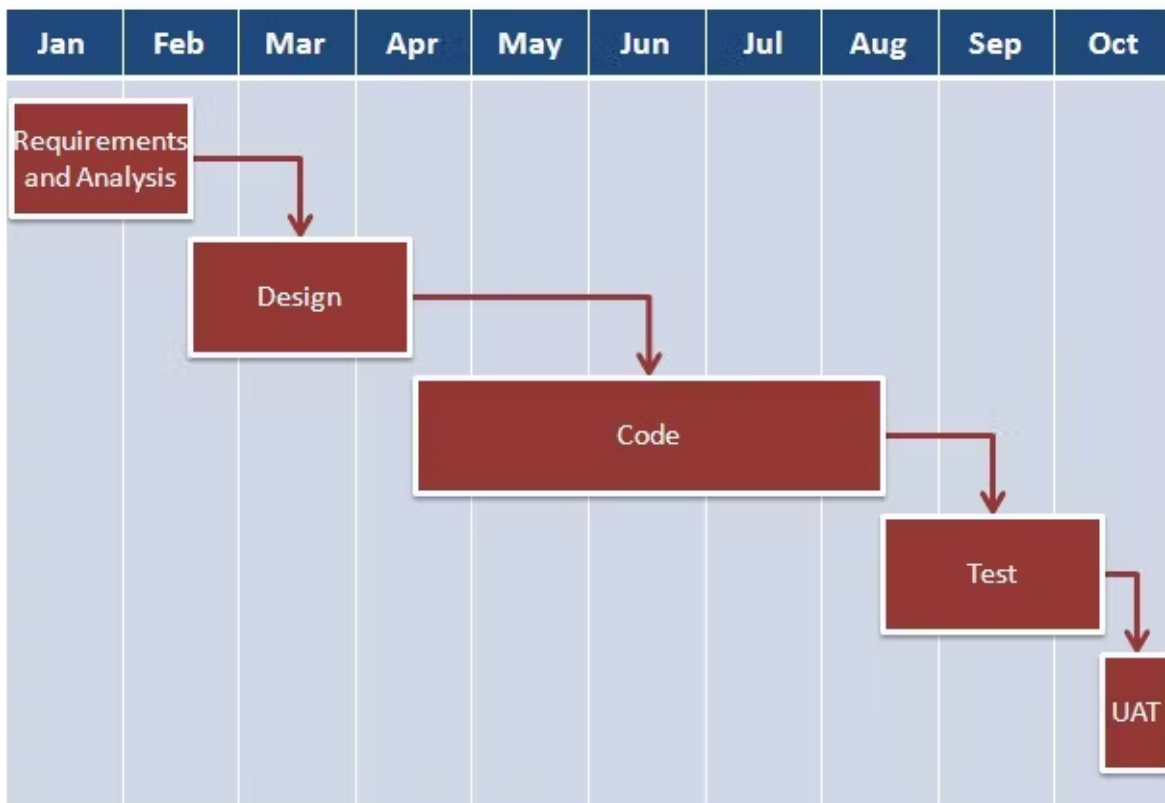 Jan Feb Mar Apr May Jun Jul Aug Sep Oct
Requirements
and Analysis
Design
Code
Test
UAT